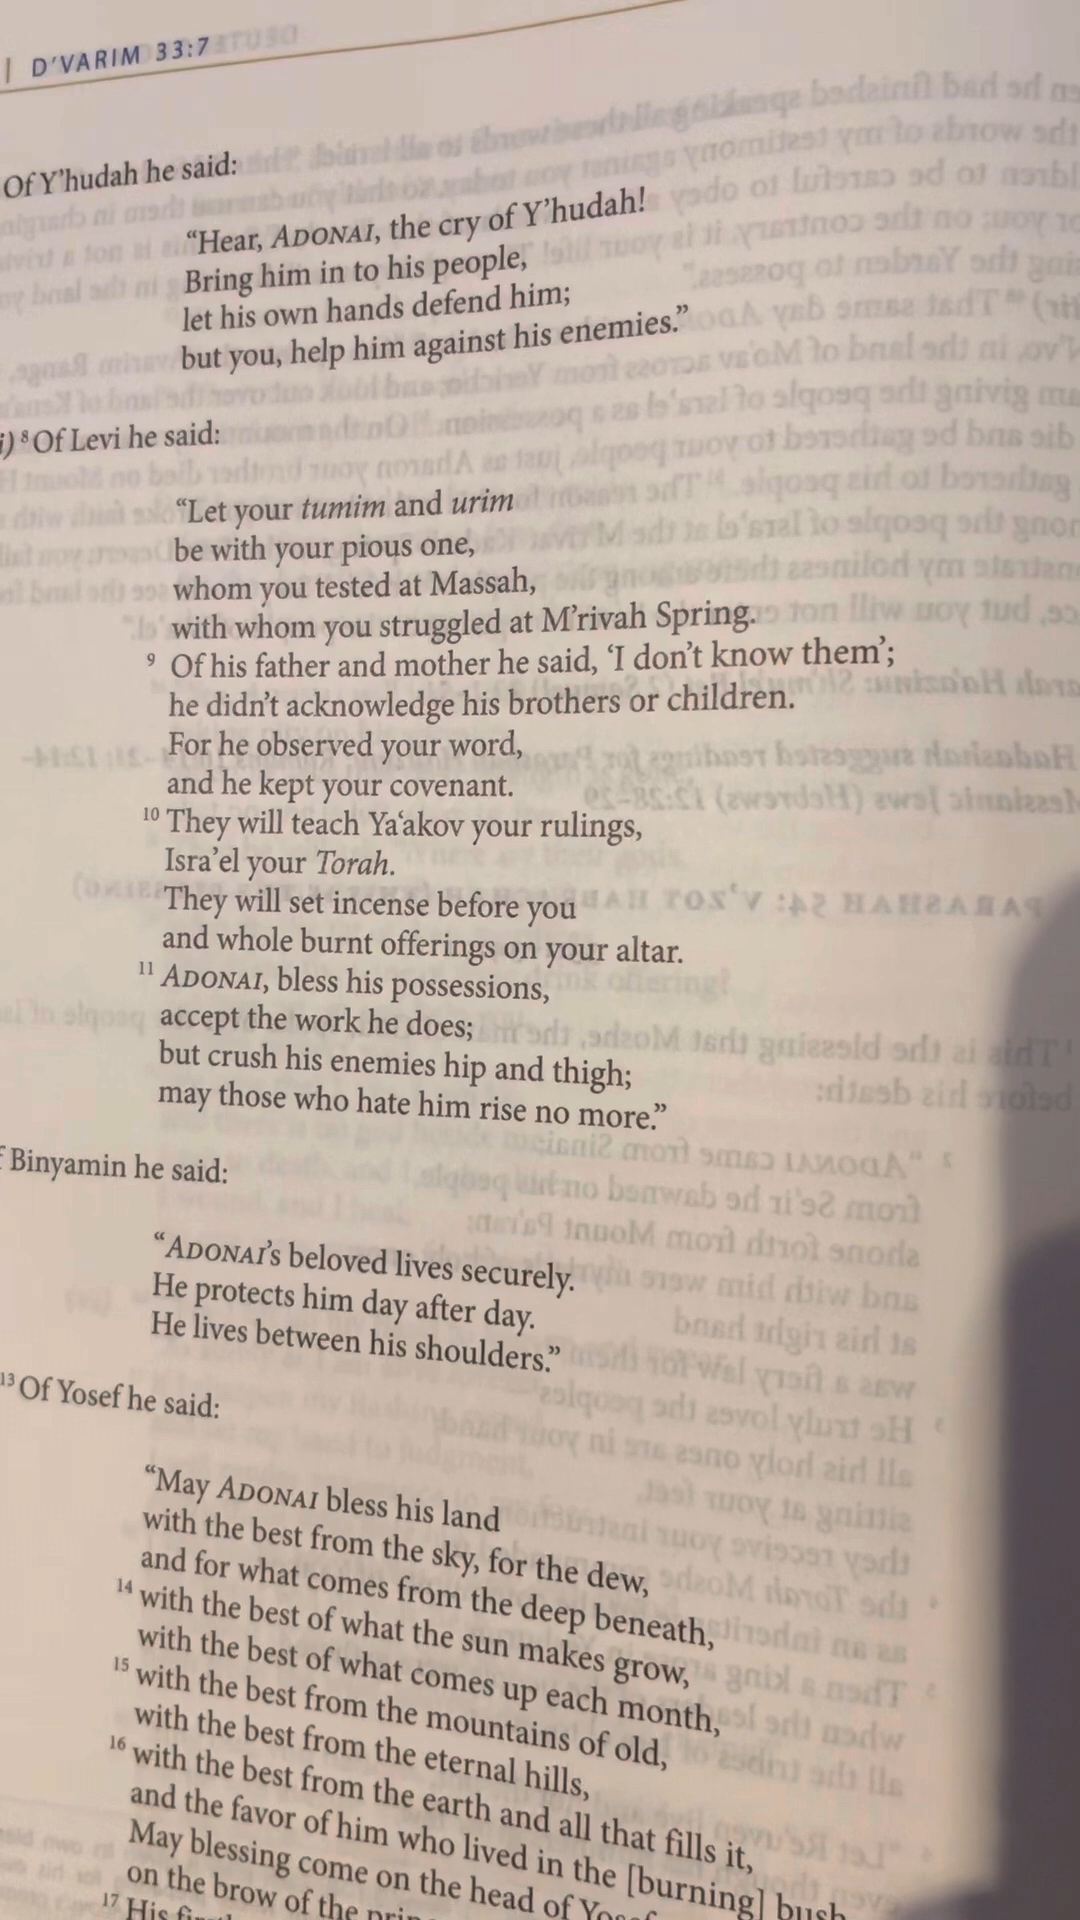 D'VARIM 33:7
Of Y'hudah he said:
“Hear, ADONAI, the cry of Y'hudah!
Bring him in to his people,
let his own hands defend him;
but you, help him against his enemies.”
8 Of Levi he said:
“Let your tumim and urim
be with your pious one,
whom you tested at Massah,
with whom you struggled at M'rivah Spring.
9 Of his father and mother he said, ‘I don't know them’;
he didn't acknowledge his brothers or children.
For he observed your word,
and he kept your covenant.
10 They will teach Ya‘akov your rulings,
Isra'el your Torah.
They will set incense before you
and whole burnt offerings on your altar.
11 ADONAI, bless his possessions,
accept the work he does;
but crush his enemies hip and thigh;
may those who hate him rise no more.”
Binyamin he said:
“ADONAI's beloved lives securely.
He protects him day after day.
He lives between his shoulders.”
13 Of Yosef he said:
“May ADONAI bless his land
with the best from the sky, for the dew,
and for what comes from the deep beneath,
14 with the best of what the sun makes grow,
with the best of what comes up each month,
15 with the best from the mountains of old,
with the best from the eternal hills,
16 with the best from the earth and all that fills it,
and the favor of him who lived in the [burning] bush.
May blessing come on the head of Yosef
on the brow of the
17 His